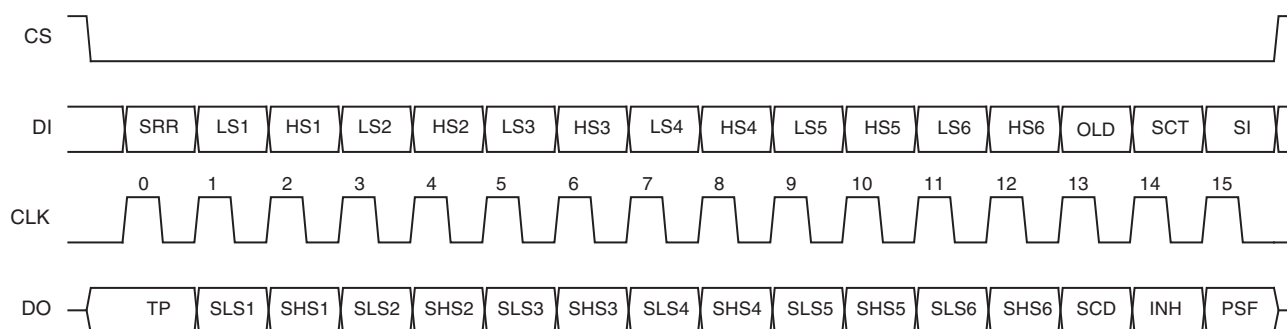 CS
DI SRR LS1 HS1 LS2 HS2 LS3 HS3 LS4 HS4 LS5 HS5 LS6 HS6 OLD SCT SI
0 1 2 3 4 5 6 7 8 9 10 11 12 13 14 15
CLK
DO TP SLS1 SHS1 SLS2 SHS2 SLS3 SHS3 SLS4 SHS4 SLS5 SHS5 SLS6 SHS6 SCD INH PSF